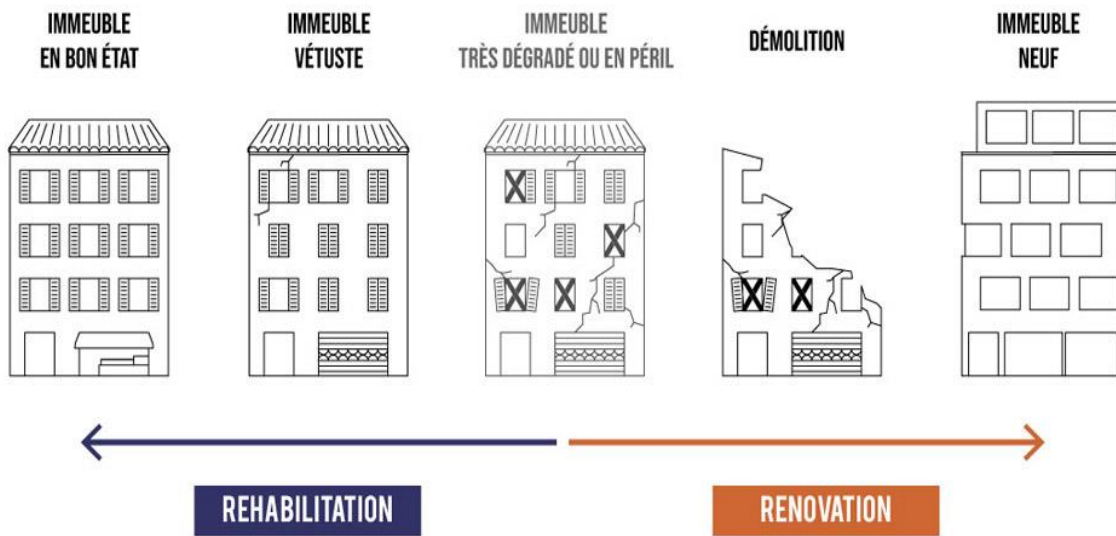 IMMEUBLE
EN BON ÉTAT
IMMEUBLE
VÉTUSTE
IMMEUBLE
TRÈS DÉGRADÉ OU EN PÉRIL
DÉMOLITION
IMMEUBLE
NEUF
REHABILITATION
RENOVATION